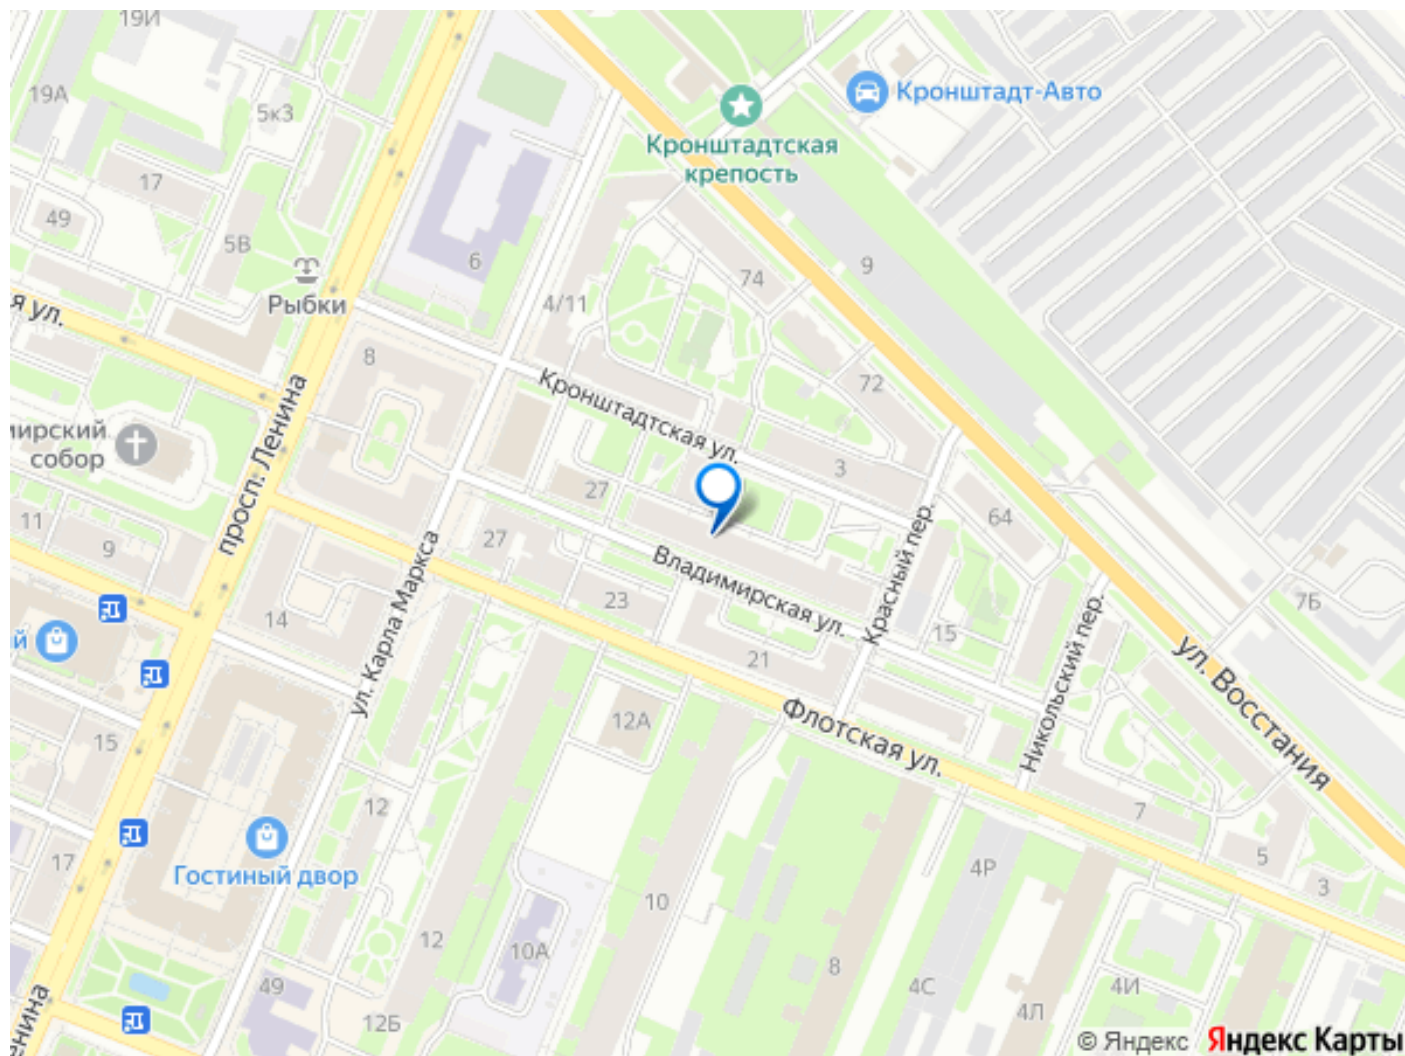 19И
19А
5к3
Кронштадт-Авто
Кронштадтская
крепость
17
49
5В
6
Рыбки
74
9
4/11
я ул.
8
72
Кронштадтская ул.
мирский
собор
просп. Ленина
3
27
64
11
9
27
Владимирская ул.
Красный пер.
23
14
ул. Карла Маркса
15
7Б
й
21
Никольский пер.
ул. Восстания
12А
Флотская ул.
15
12
7
17
Гостиный двор
5
4Р
3
10
12
10А
8
4С
4И
49
4Л
12Б
енина
© Яндекс Яндекс Карты